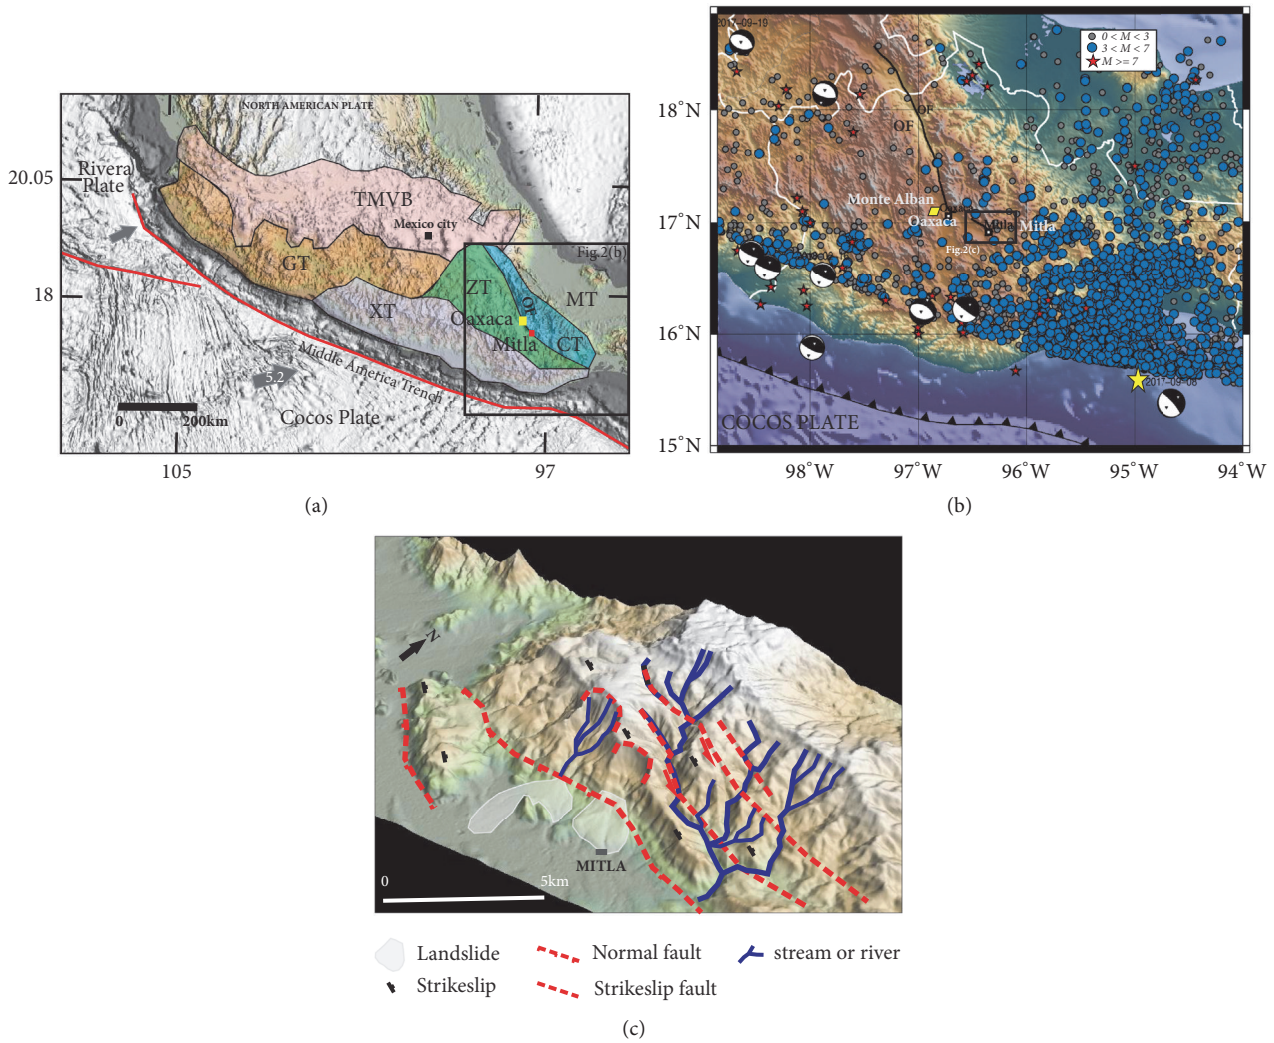 NORTH AMERICAN PLATE
Rivera
Plate
20.05
TMVB
Mexico city
Fig.2(b)
GT
ZT
OF
MT
18
XT
Oaxaca
Mitla
CT
Middle America Trench
5.2
0
200km
Cocos Plate
105
97
(a)
2017-09-19
0 < M < 3
3 < M < 7
M >= 7
18°N
OF
OF
Monte Alban
17°N
Oaxaca
Mitla
Mitla
Fig.2(c)
16°N
2017-09-08
COCOS PLATE
15°N
98°W
97°W
96°W
95°W
94°W
(b)
N
MITLA
0
5km
Landslide
Normal fault
stream or river
Strikeslip
Strikeslip fault
(c)